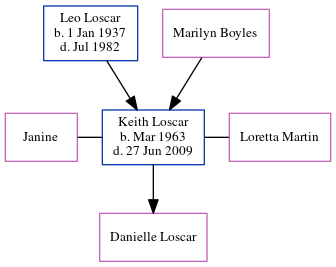 Leo Loscar
b. 1 Jan 1937
d. Jul 1982
Marilyn Boyles
Janine
Keith Loscar
b. Mar 1963
d. 27 Jun 2009
Loretta Martin
Danielle Loscar